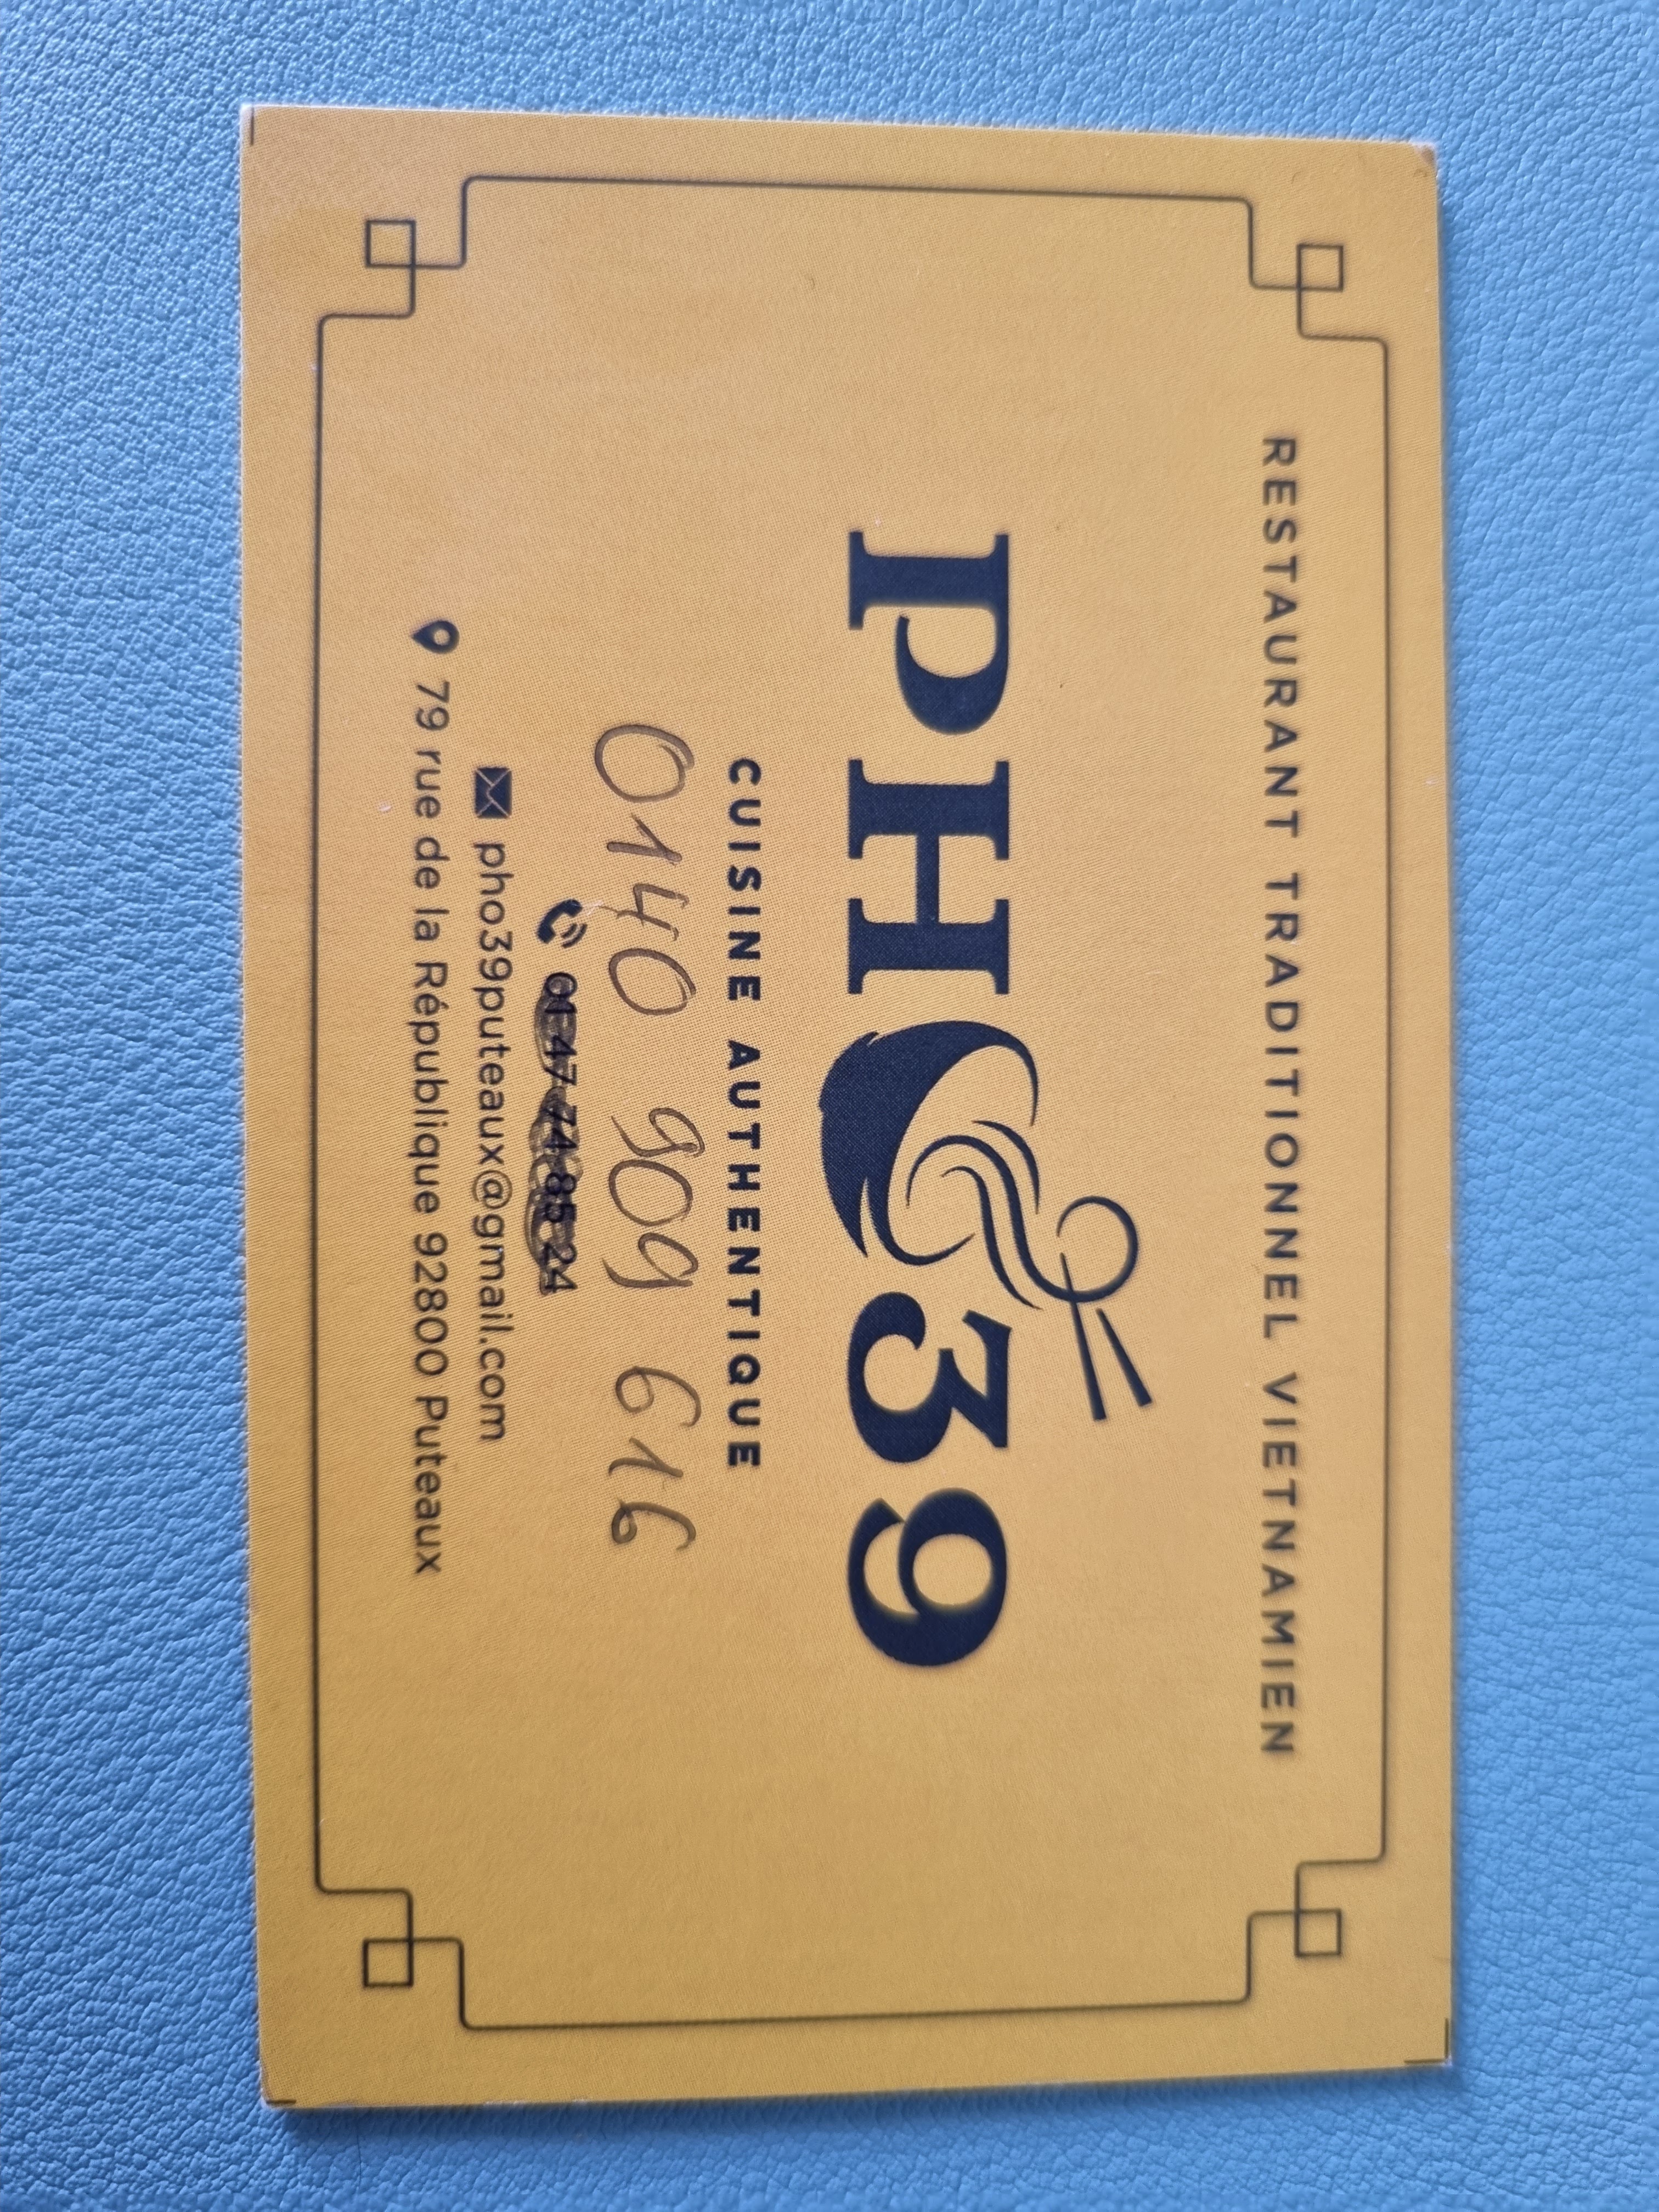 RESTAURANT TRADITIONNEL VIETNAMIEN
PHO 39
CUISINE AUTHENTIQUE
0140 909 616
01 47 74 85 24
pho39puteaux@gmail.com
79 rue de la République 92800 Puteaux